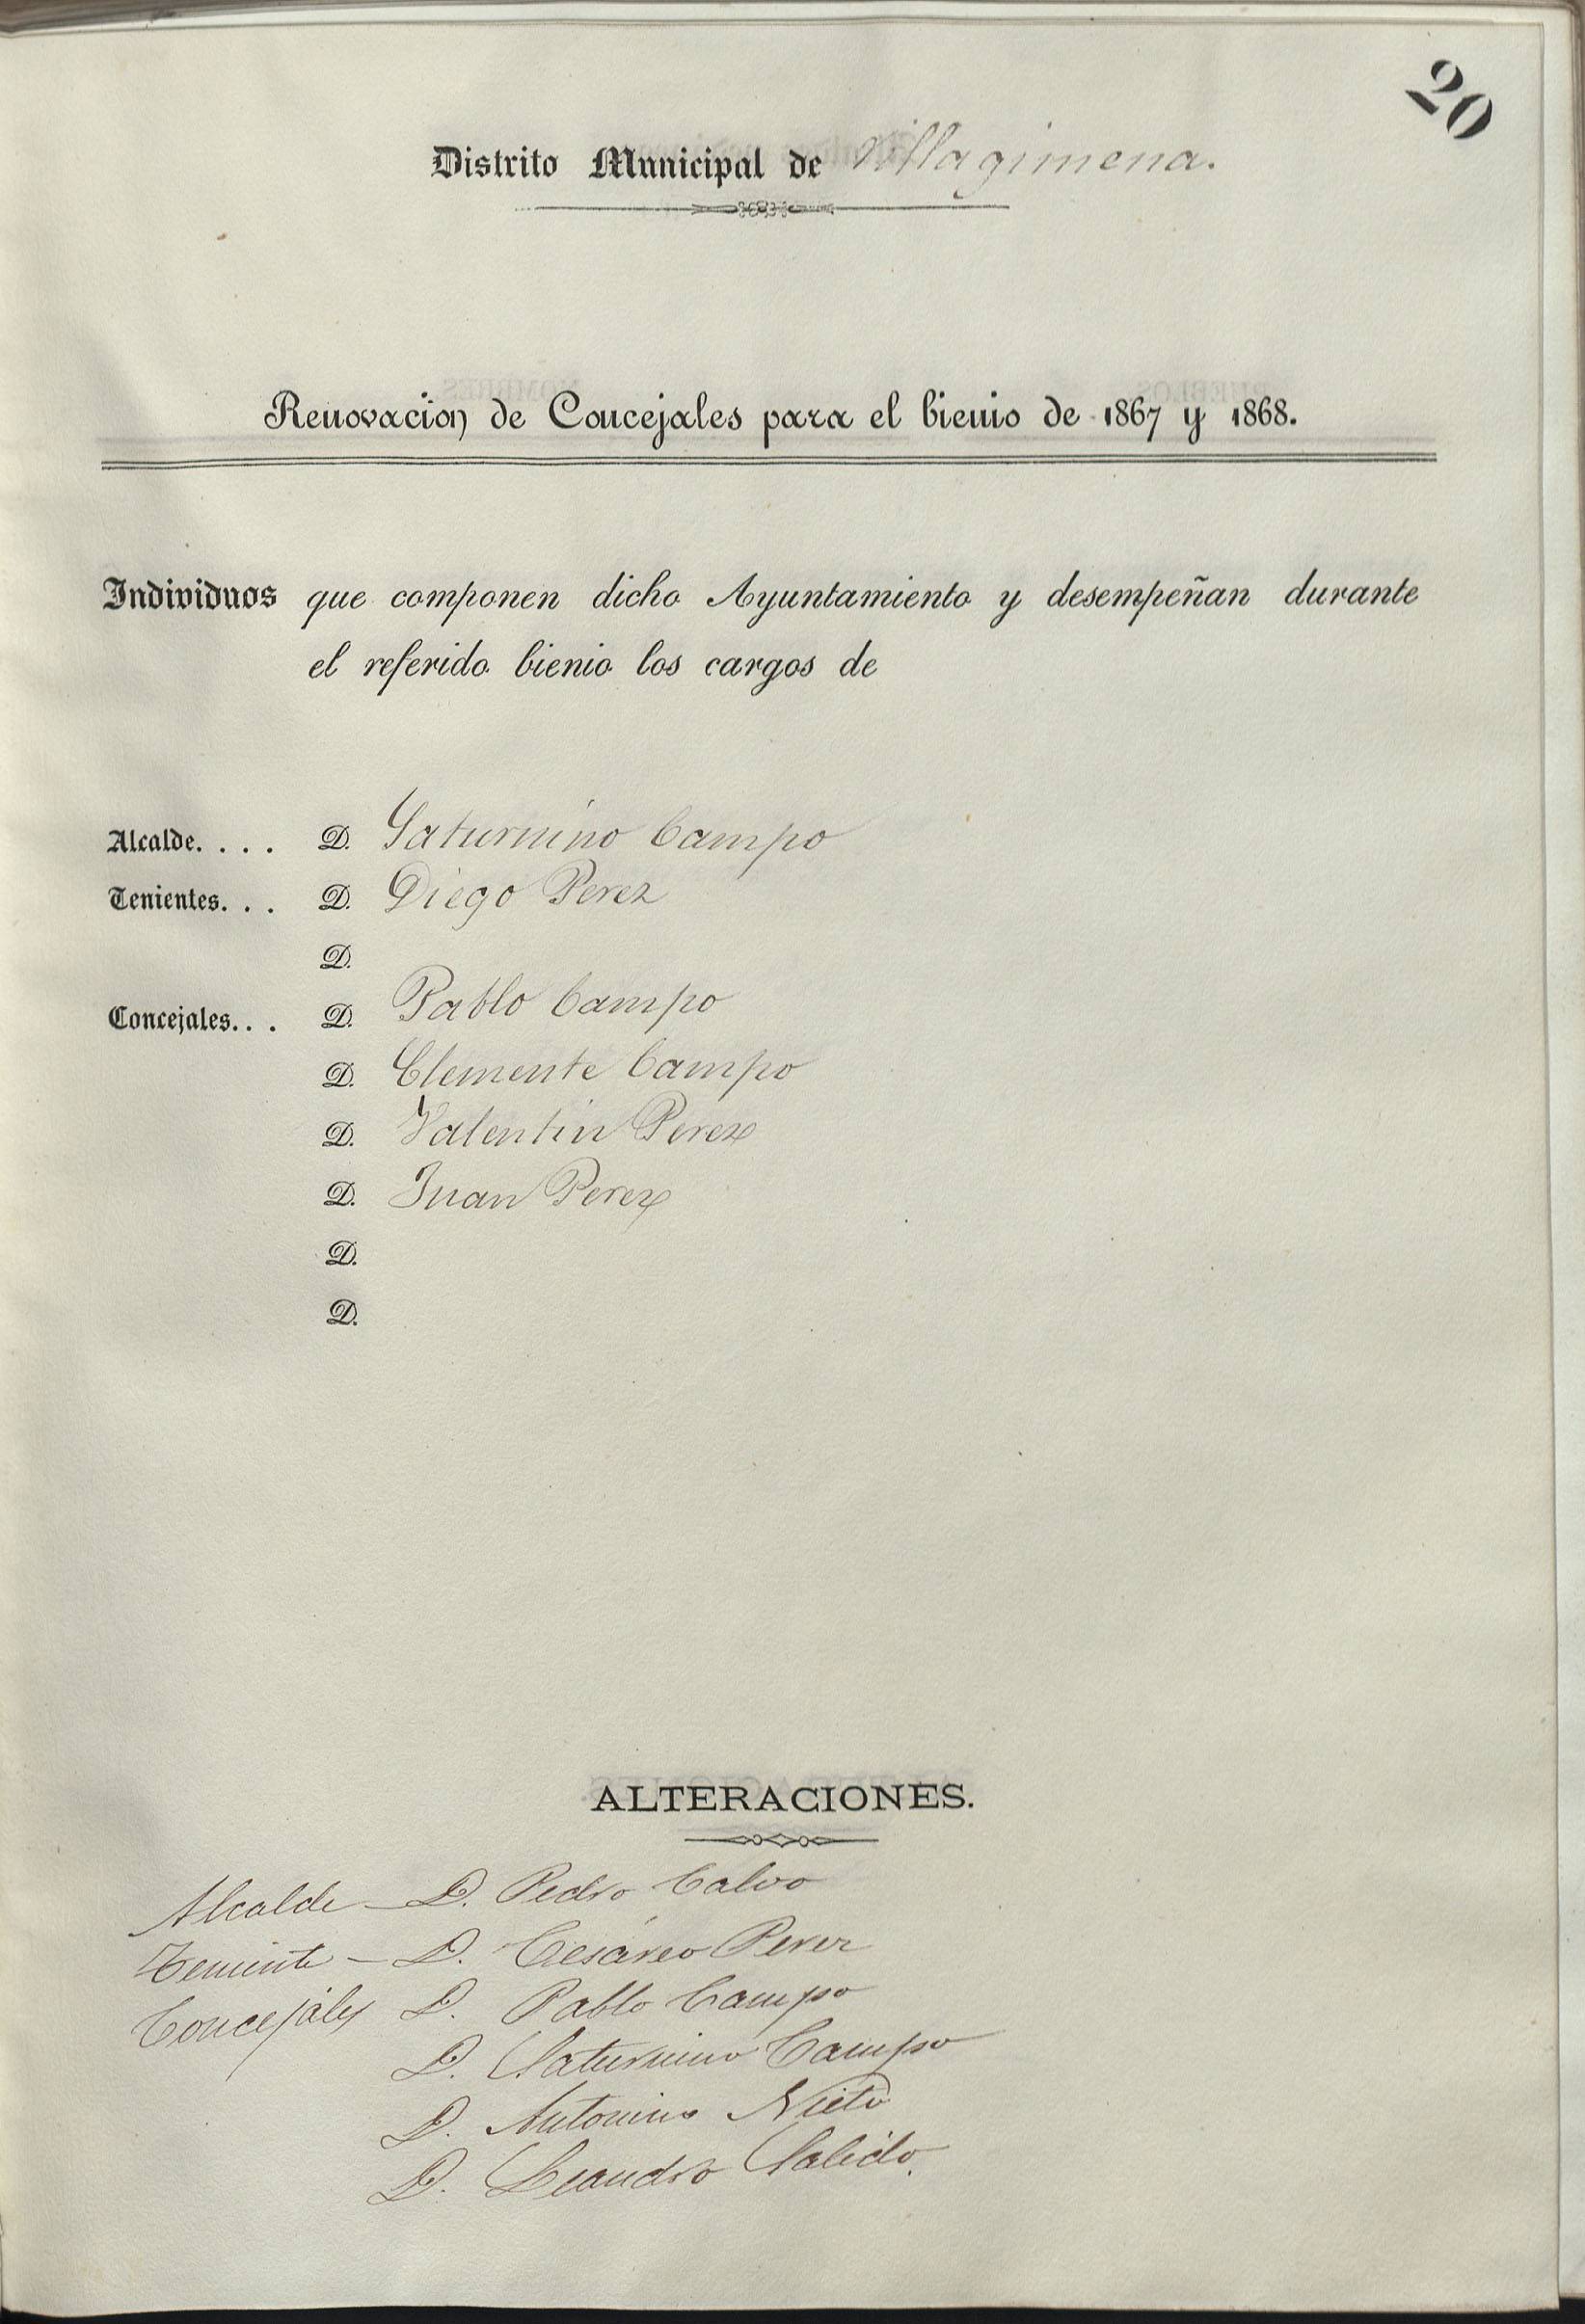 20
Distrito Municipal de Villagimena.
Renovacion de Concejales para el bienio de 1867 y 1868.
Individuos que componen dicho Ayuntamiento y desempeñan durante
el referido bienio los cargos de
Alcalde.... D. Saturnino Campo
Tenientes... D. Diego Perez
D.
Concejales... D. Pablo Campo
D. Clemente Campo
D. Valentin Perez
D. Juan Perez
D.
D.
ALTERACIONES.
Alcalde - D. Pedro Calvo
Teniente - D. Cesáreo Perez
Concejales D. Pablo Campo
D. Saturnino Campo
D. Antonino Nieto
D. Leandro Salido.